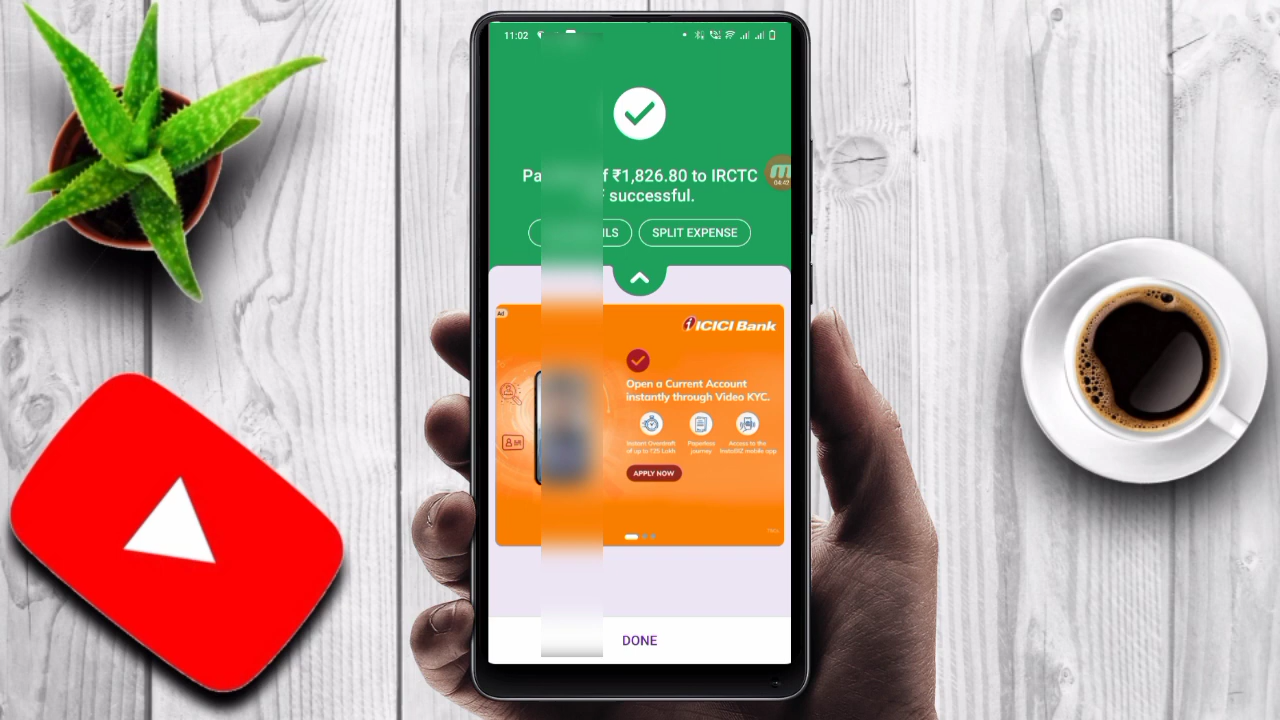 11:02
Pa f ₹1,826.80 to IRCTC
successful.
ILS
SPLIT EXPENSE
04:42
Ad
ICICI Bank
Open a Current Account
instantly through Video KYC.
Instant Overdraft
of up to ₹25 Lakh
Paperless
journey
Access to the
InstaBIZ mobile app
APPLY NOW
DONE